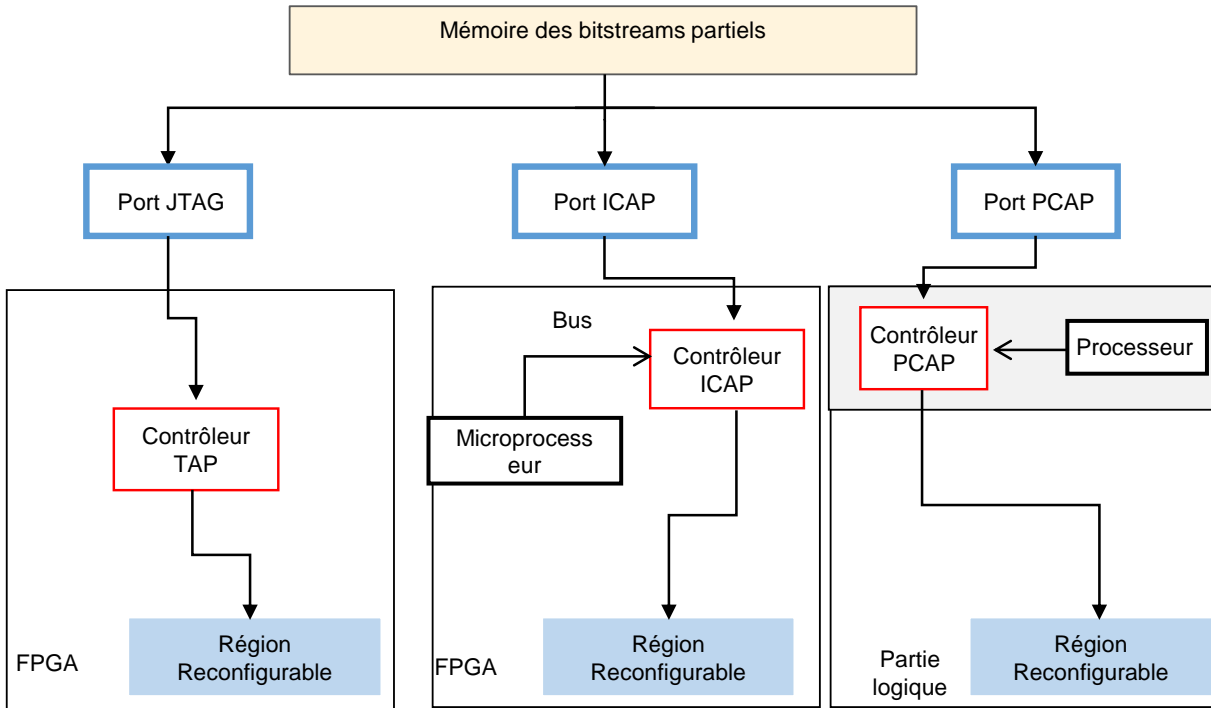 Mémoire des bitstreams partiels
Port JTAG
Port ICAP
Port PCAP
Bus
Contrôleur
TAP
Contrôleur
ICAP
Microprocess
eur
Contrôleur
PCAP
Processeur
FPGA
Région
Reconfigurable
FPGA
Région
Reconfigurable
Partie
logique
Région
Reconfigurable